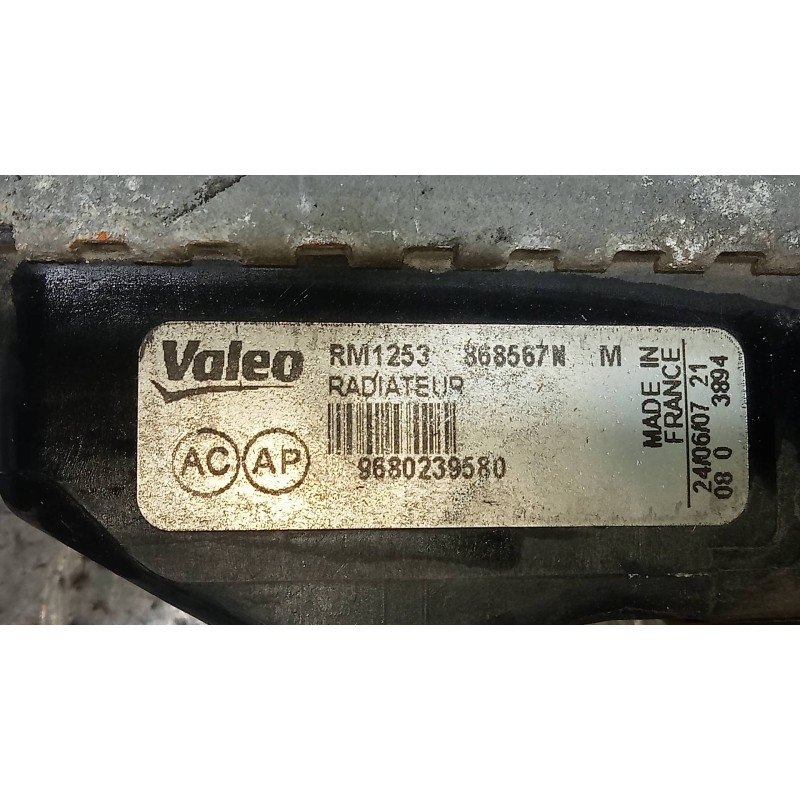 Valeo RM1253 868567N M
RADIATEUR
AC AP
9680239580
MADE IN
FRANCE
24/06/07 21
08 0 3894